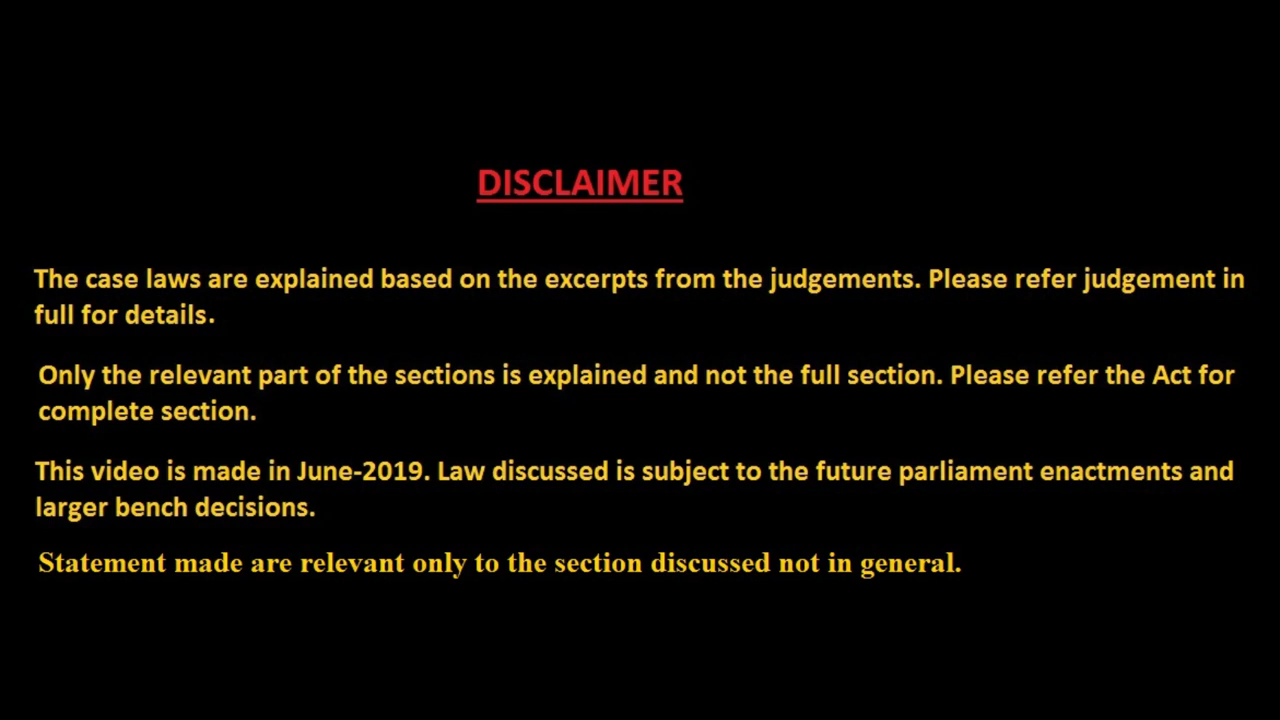 DISCLAIMER
The case laws are explained based on the excerpts from the judgements. Please refer judgement in
full for details.
Only the relevant part of the sections is explained and not the full section. Please refer the Act for
complete section.
This video is made in June-2019. Law discussed is subject to the future parliament enactments and
larger bench decisions.
Statement made are relevant only to the section discussed not in general.